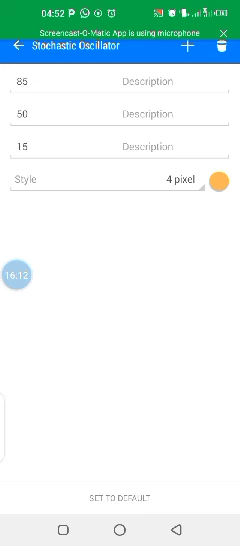 04:52
Screencast-O-Matic App is using microphone
Stochastic Oscillator
85 Description
50 Description
15 Description
Style 4 pixel
16:12
SET TO DEFAULT